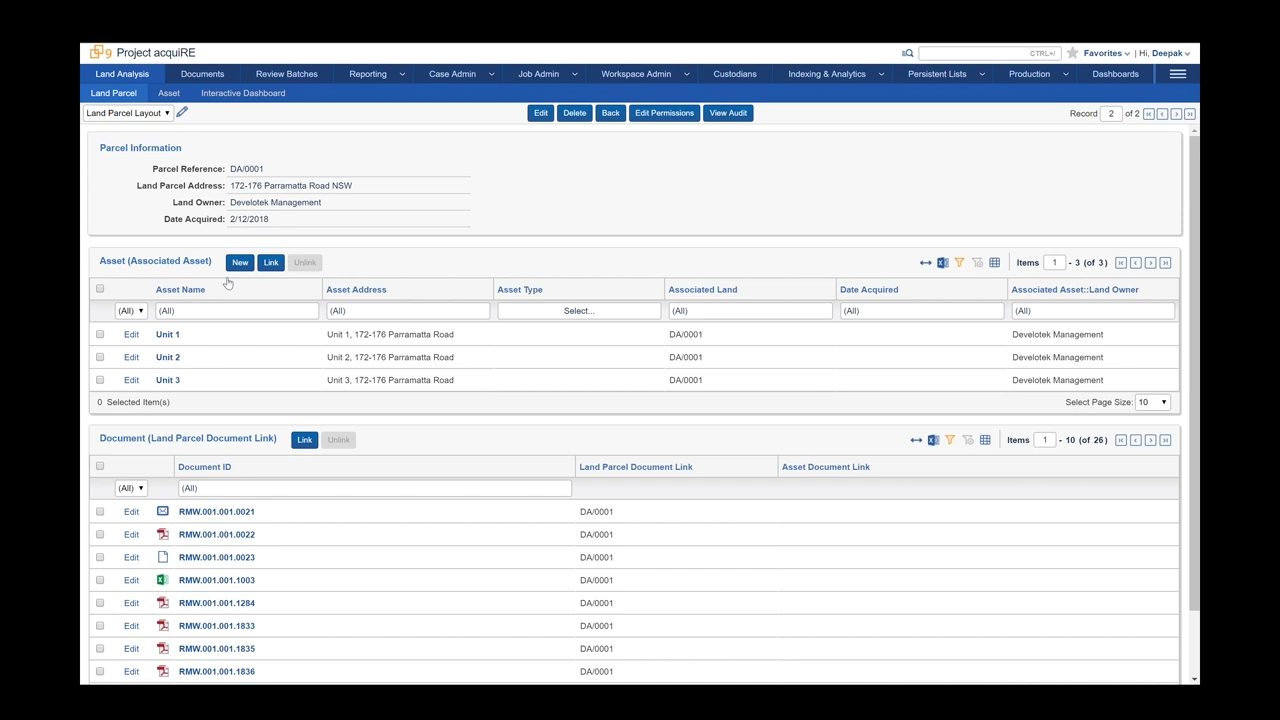 9 Project acquiRE CTRL+/ Favorites | Hi, Deepak
Land Analysis Documents Review Batches Reporting Case Admin Job Admin Workspace Admin Custodians Indexing & Analytics Persistent Lists Production Dashboards
Land Parcel Asset Interactive Dashboard
Land Parcel Layout Edit Delete Back Edit Permissions View Audit Record 2 of 2
Parcel Information
Parcel Reference: DA/0001
Land Parcel Address: 172-176 Parramatta Road NSW
Land Owner: Develotek Management
Date Acquired: 2/12/2018
Asset (Associated Asset) New Link Unlink Items 1 - 3 (of 3)
Asset Name Asset Address Asset Type Associated Land Date Acquired Associated Asset::Land Owner
(All) (All) (All) Select... (All) (All) (All)
Edit Unit 1 Unit 1, 172-176 Parramatta Road DA/0001 Develotek Management
Edit Unit 2 Unit 2, 172-176 Parramatta Road DA/0001 Develotek Management
Edit Unit 3 Unit 3, 172-176 Parramatta Road DA/0001 Develotek Management
0 Selected Item(s) Select Page Size: 10
Document (Land Parcel Document Link) Link Unlink Items 1 - 10 (of 26)
Document ID Land Parcel Document Link Asset Document Link
(All) (All)
Edit RMW.001.001.0021 DA/0001
Edit RMW.001.001.0022 DA/0001
Edit RMW.001.001.0023 DA/0001
Edit RMW.001.001.1003 DA/0001
Edit RMW.001.001.1284 DA/0001
Edit RMW.001.001.1833 DA/0001
Edit RMW.001.001.1835 DA/0001
Edit RMW.001.001.1836 DA/0001